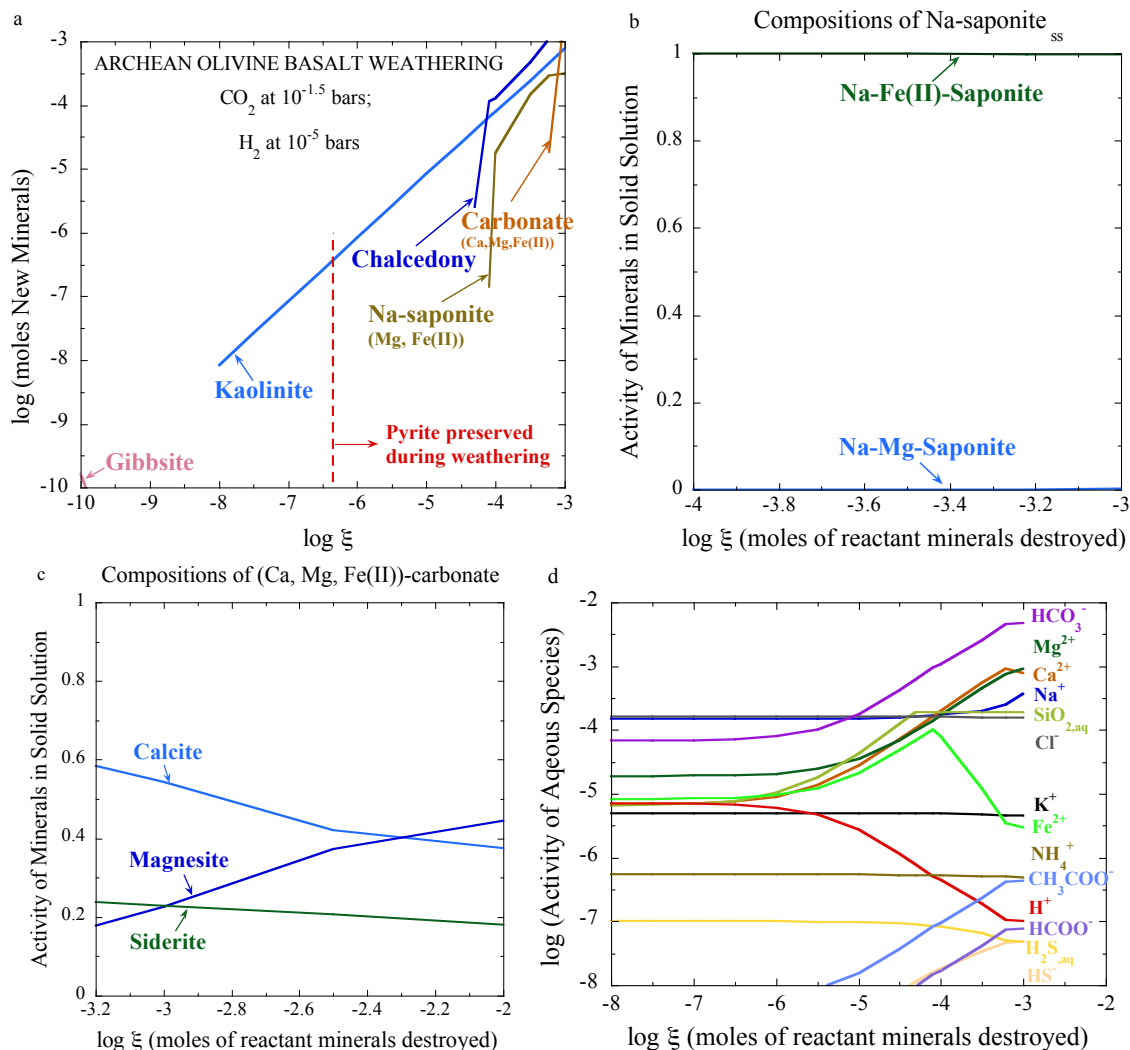 a
-3
-4
-5
-6
-7
-8
-9
-10
log (moles New Minerals)
ARCHEAN OLIVINE BASALT WEATHERING
CO2 at 10^-1.5 bars;
H2 at 10^-5 bars
Carbonate
(Ca,Mg,Fe(II))
Chalcedony
Na-saponite
(Mg, Fe(II))
Kaolinite
Pyrite preserved
during weathering
Gibbsite
-10 -9 -8 -7 -6 -5 -4 -3
log ξ
b
Compositions of Na-saponite ss
1
0.8
0.6
0.4
0.2
0
Activity of Minerals in Solid Solution
Na-Fe(II)-Saponite
Na-Mg-Saponite
-4 -3.8 -3.6 -3.4 -3.2 -3
log ξ (moles of reactant minerals destroyed)
c
Compositions of (Ca, Mg, Fe(II))-carbonate
1
0.8
0.6
0.4
0.2
0
Activity of Minerals in Solid Solution
Calcite
Magnesite
Siderite
-3.2 -3 -2.8 -2.6 -2.4 -2.2 -2
log ξ (moles of reactant minerals destroyed)
d
-2
-3
-4
-5
-6
-7
-8
log (Activity of Aqeous Species)
HCO3^-
Mg^2+
Ca^2+
Na^+
SiO2,aq
Cl^-
K^+
Fe^2+
NH4^+
CH3COO^-
H^+
HCOO^-
H2S,aq
HS^-
-8 -7 -6 -5 -4 -3 -2
log ξ (moles of reactant minerals destroyed)